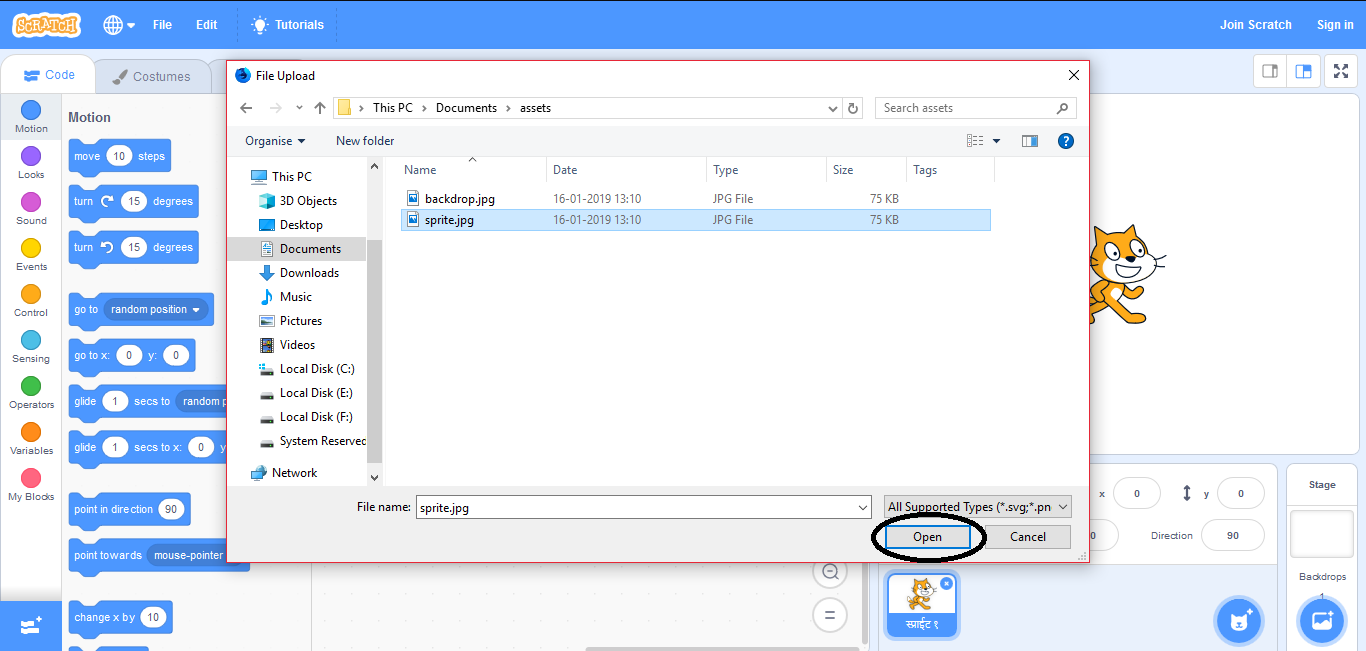 SCRATCH File Edit Tutorials Join Scratch Sign in
Code Costumes
File Upload
This PC Documents assets Search assets
Organise New folder
Name Date Type Size Tags
backdrop.jpg 16-01-2019 13:10 JPG File 75 KB
sprite.jpg 16-01-2019 13:10 JPG File 75 KB
This PC
3D Objects
Desktop
Documents
Downloads
Music
Pictures
Videos
Local Disk (C:)
Local Disk (E:)
Local Disk (F:)
System Reserved
Network
File name: sprite.jpg All Supported Types (*.svg;*.pn
Open Cancel
Motion
Looks
Sound
Events
Control
Sensing
Operators
Variables
My Blocks
Motion
move 10 steps
turn 15 degrees
turn 15 degrees
go to random position
go to x: 0 y: 0
glide 1 secs to random p
glide 1 secs to x: 0 y
point in direction 90
point towards mouse-pointer
change x by 10
x 0 y 0
0 Direction 90
स्प्राईट १
Stage
Backdrops
1